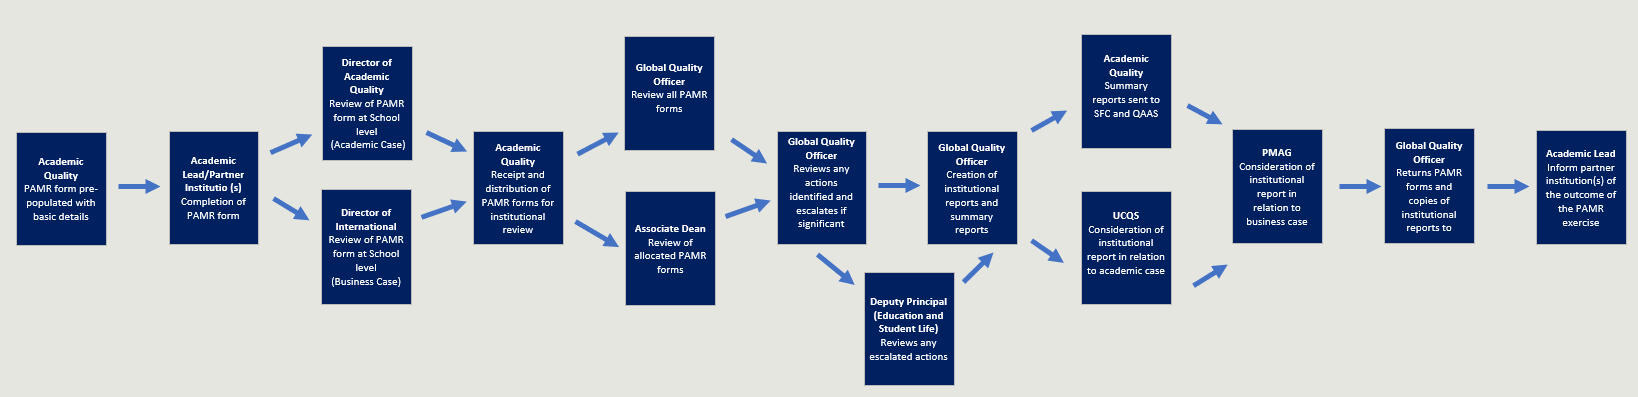 Academic
Quality
PAMR form pre-
populated with
basic details
Academic
Lead/Partner
Institutio (s)
Completion of
PAMR form
Director of
Academic
Quality
Review of PAMR
form at School
level
(Academic Case)
Director of
International
Review of PAMR
form at School
level
(Business Case)
Academic
Quality
Receipt and
distribution of
PAMR forms for
institutional
review
Global Quality
Officer
Review all PAMR
forms
Associate Dean
Review of
allocated PAMR
forms
Global Quality
Officer
Reviews any
actions
identified and
escalates if
significant
Deputy Principal
(Education and
Student Life)
Reviews any
escalated actions
Global Quality
Officer
Creation of
institutional
reports and
summary
reports
Academic
Quality
Summary
reports sent to
SFC and QAAS
UCQS
Consideration of
institutional
report in relation
to academic case
PMAG
Consideration of
institutional
report in
relation to
business case
Global Quality
Officer
Returns PAMR
forms and
copies of
institutional
reports to
Academic Lead
Inform partner
institution(s) of
the outcome of
the PAMR
exercise